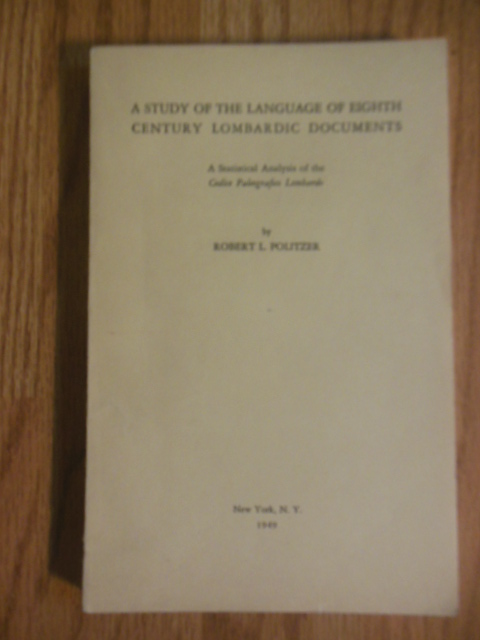 A STUDY OF THE LANGUAGE OF EIGHTH
CENTURY LOMBARDIC DOCUMENTS
A Statistical Analysis of the
Codice Paleografico Lombardo
by
ROBERT L. POLITZER
New York, N. Y.
1949